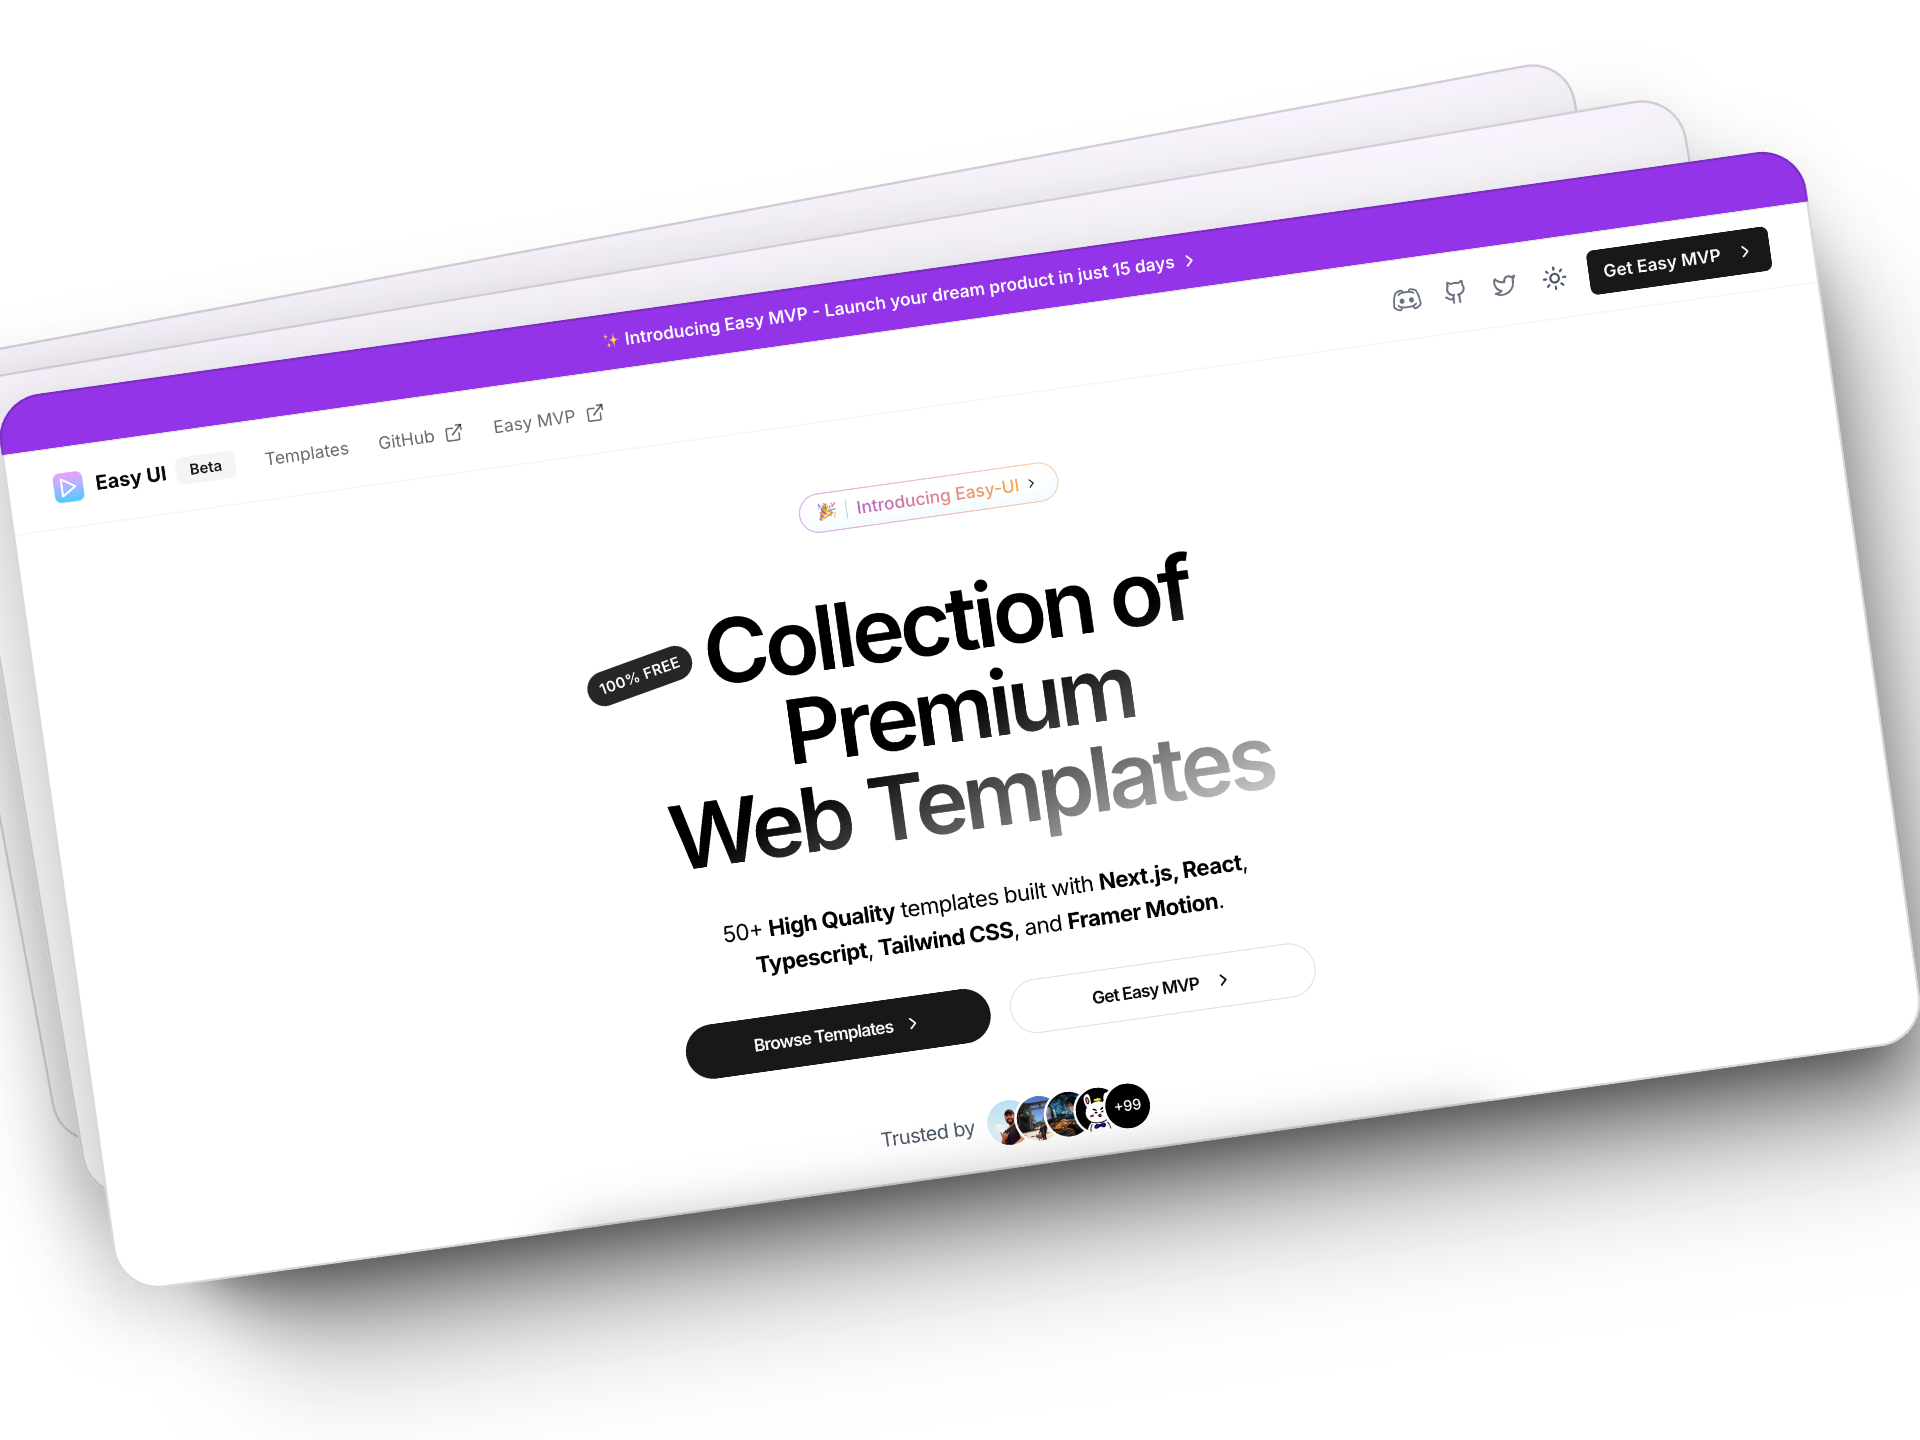 ✨ Introducing Easy MVP - Launch your dream product in just 15 days
Easy UI Beta Templates GitHub Easy MVP Get Easy MVP
🎉 Introducing Easy-UI
100% FREE
Collection of
Premium
Web Templates
50+ High Quality templates built with Next.js, React,
Typescript, Tailwind CSS, and Framer Motion.
Browse Templates
Get Easy MVP
Trusted by +99